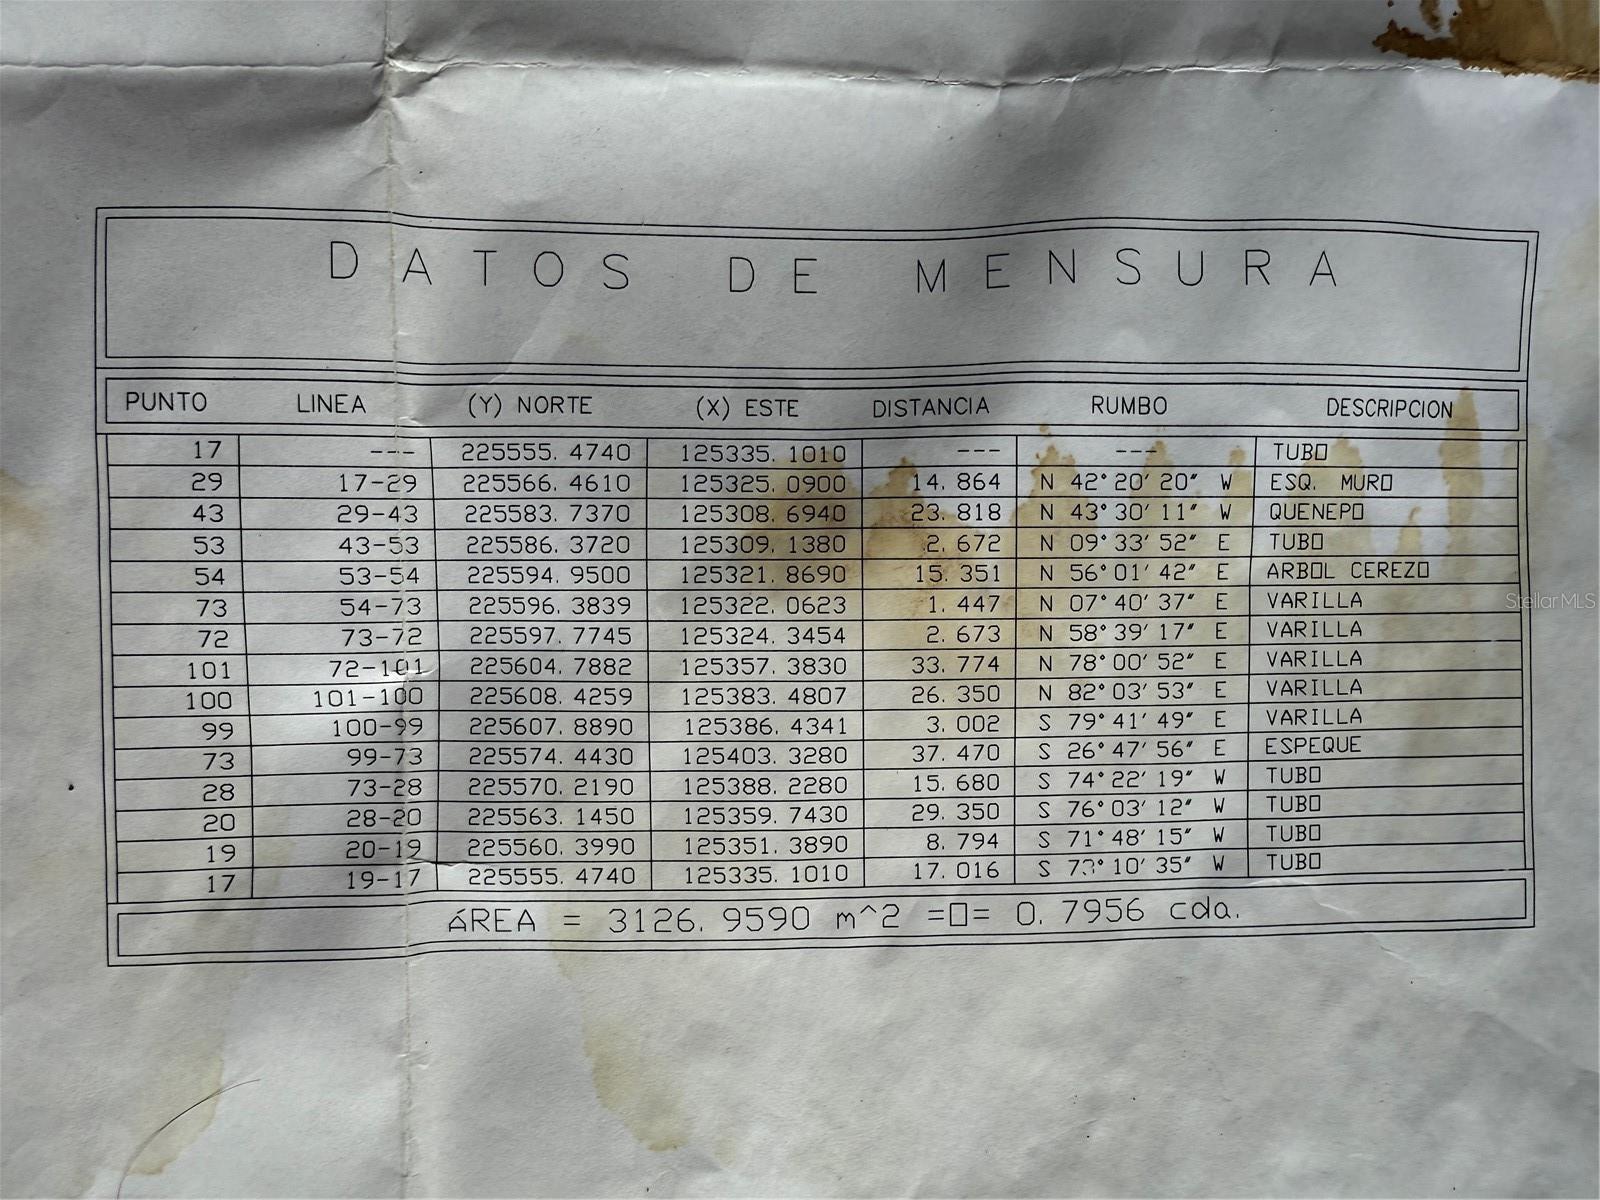 DATOS DE MENSURA
PUNTO LINEA (Y) NORTE (X) ESTE DISTANCIA RUMBO DESCRIPCION
17 --- 225555.4740 125335.1010 --- --- TUBO
29 17-29 225566.4610 125325.0900 14.864 N 42°20'20" W ESQ. MURO
43 29-43 225583.7370 125308.6940 23.818 N 43°30'11" W QUENEPO
53 43-53 225586.3720 125309.1380 2.672 N 09°33'52" E TUBO
54 53-54 225594.9500 125321.8690 15.351 N 56°01'42" E ARBOL CEREZO
73 54-73 225596.3839 125322.0623 1.447 N 07°40'37" E VARILLA
72 73-72 225597.7745 125324.3454 2.673 N 58°39'17" E VARILLA
101 72-101 225604.7882 125357.3830 33.774 N 78°00'52" E VARILLA
100 101-100 225608.4259 125383.4807 26.350 N 82°03'53" E VARILLA
99 100-99 225607.8890 125386.4341 3.002 S 79°41'49" E VARILLA
73 99-73 225574.4430 125403.3280 37.470 S 26°47'56" E ESPEQUE
28 73-28 225570.2190 125388.2280 15.680 S 74°22'19" W TUBO
20 28-20 225563.1450 125359.7430 29.350 S 76°03'12" W TUBO
19 20-19 225560.3990 125351.3890 8.794 S 71°48'15" W TUBO
17 19-17 225555.4740 125335.1010 17.016 S 73°10'35" W TUBO
ÁREA = 3126.9590 m^2 =□= 0.7956 cda.
StellarMLS